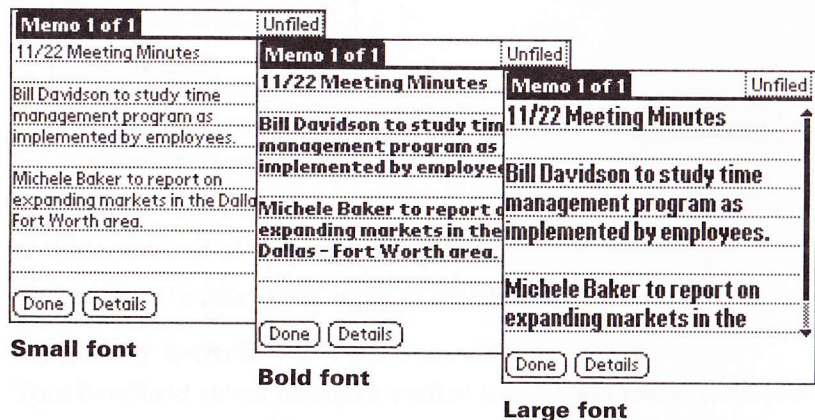 Memo 1 of 1
Unfiled
11/22 Meeting Minutes
Bill Davidson to study time
management program as
implemented by employees.
Michele Baker to report on
expanding markets in the Dalla
Fort Worth area.
Done
Details
Small font
Memo 1 of 1
Unfiled
11/22 Meeting Minutes
Bill Davidson to study tim
management program as
implemented by employee
Michele Baker to report
expanding markets in the
Dallas - Fort Worth area.
Done
Details
Bold font
Memo 1 of 1
Unfiled
11/22 Meeting Minutes
Bill Davidson to study time
management program as
implemented by employees.
Michele Baker to report on
expanding markets in the
Done
Details
Large font